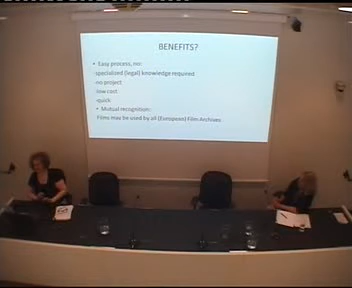 BENEFITS?
• Easy process, no:
-specialized (legal) knowledge required
-no project
-low cost
-quick
• Mutual recognition:
Films may be used by all (European) Film Archives